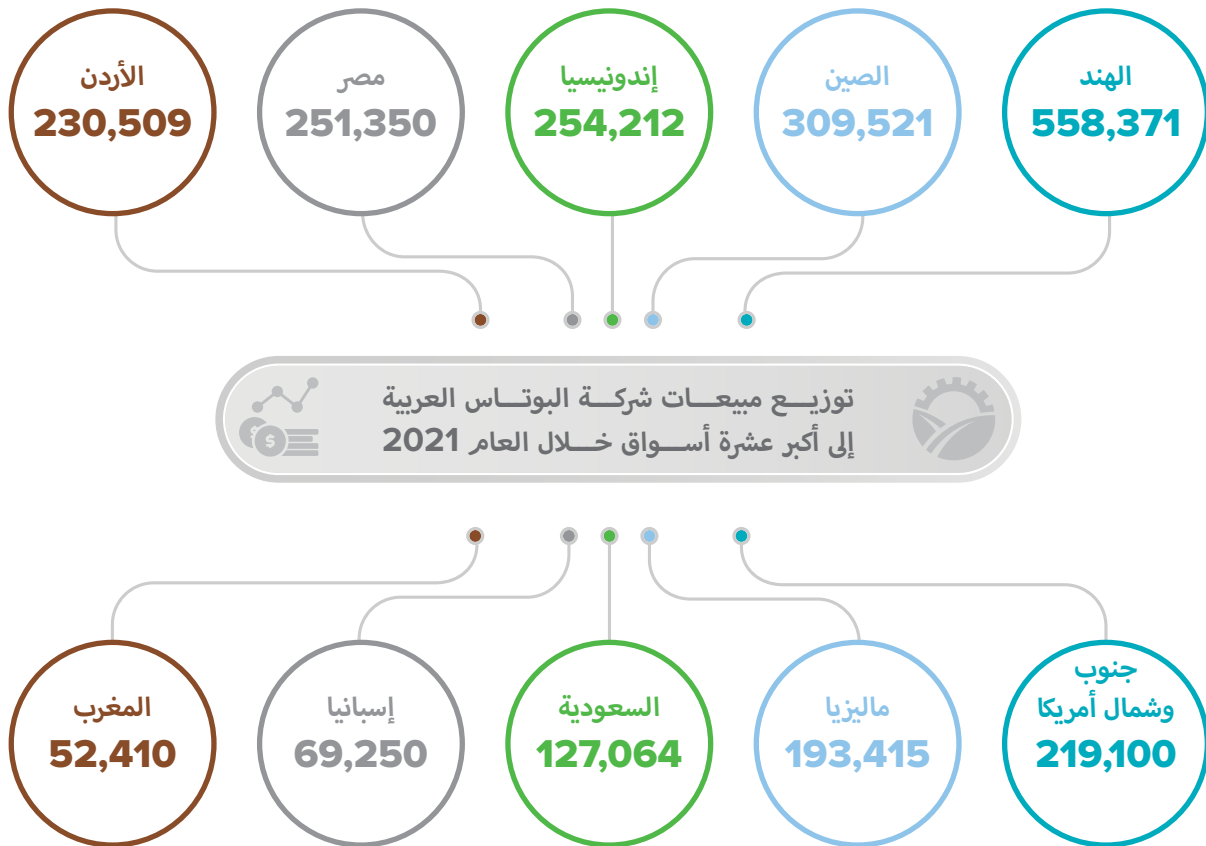 الهند
558,371
الصين
309,521
إندونيسيا
254,212
مصر
251,350
الأردن
230,509
توزيــع مبيعــات شركــة البوتــاس العربية
إلى أكبر عشرة أســواق خــلال العام 2021
جنوب
وشمال أمريكا
219,100
ماليزيا
193,415
السعودية
127,064
إسبانيا
69,250
المغرب
52,410